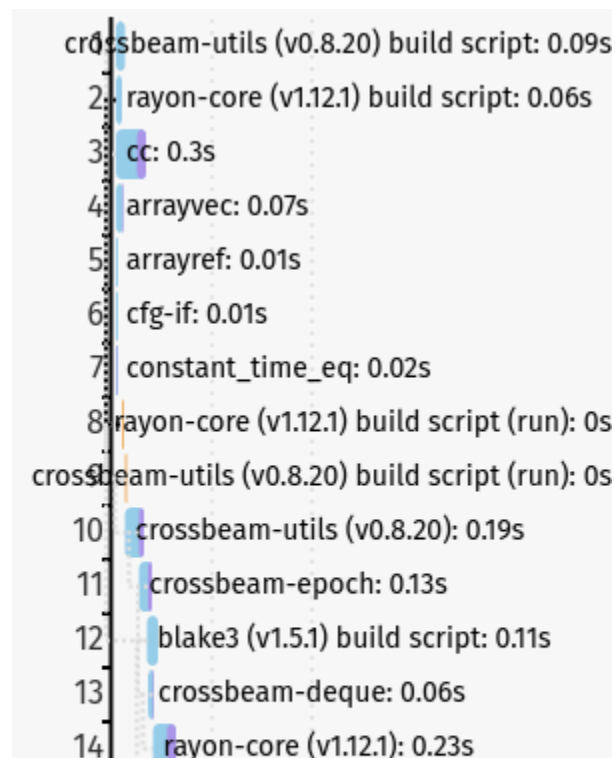 1 crossbeam-utils (v0.8.20) build script: 0.09s
2 rayon-core (v1.12.1) build script: 0.06s
3 cc: 0.3s
4 arrayvec: 0.07s
5 arrayref: 0.01s
6 cfg-if: 0.01s
7 constant_time_eq: 0.02s
8 rayon-core (v1.12.1) build script (run): 0s
9 crossbeam-utils (v0.8.20) build script (run): 0s
10 crossbeam-utils (v0.8.20): 0.19s
11 crossbeam-epoch: 0.13s
12 blake3 (v1.5.1) build script: 0.11s
13 crossbeam-deque: 0.06s
14 rayon-core (v1.12.1): 0.23s